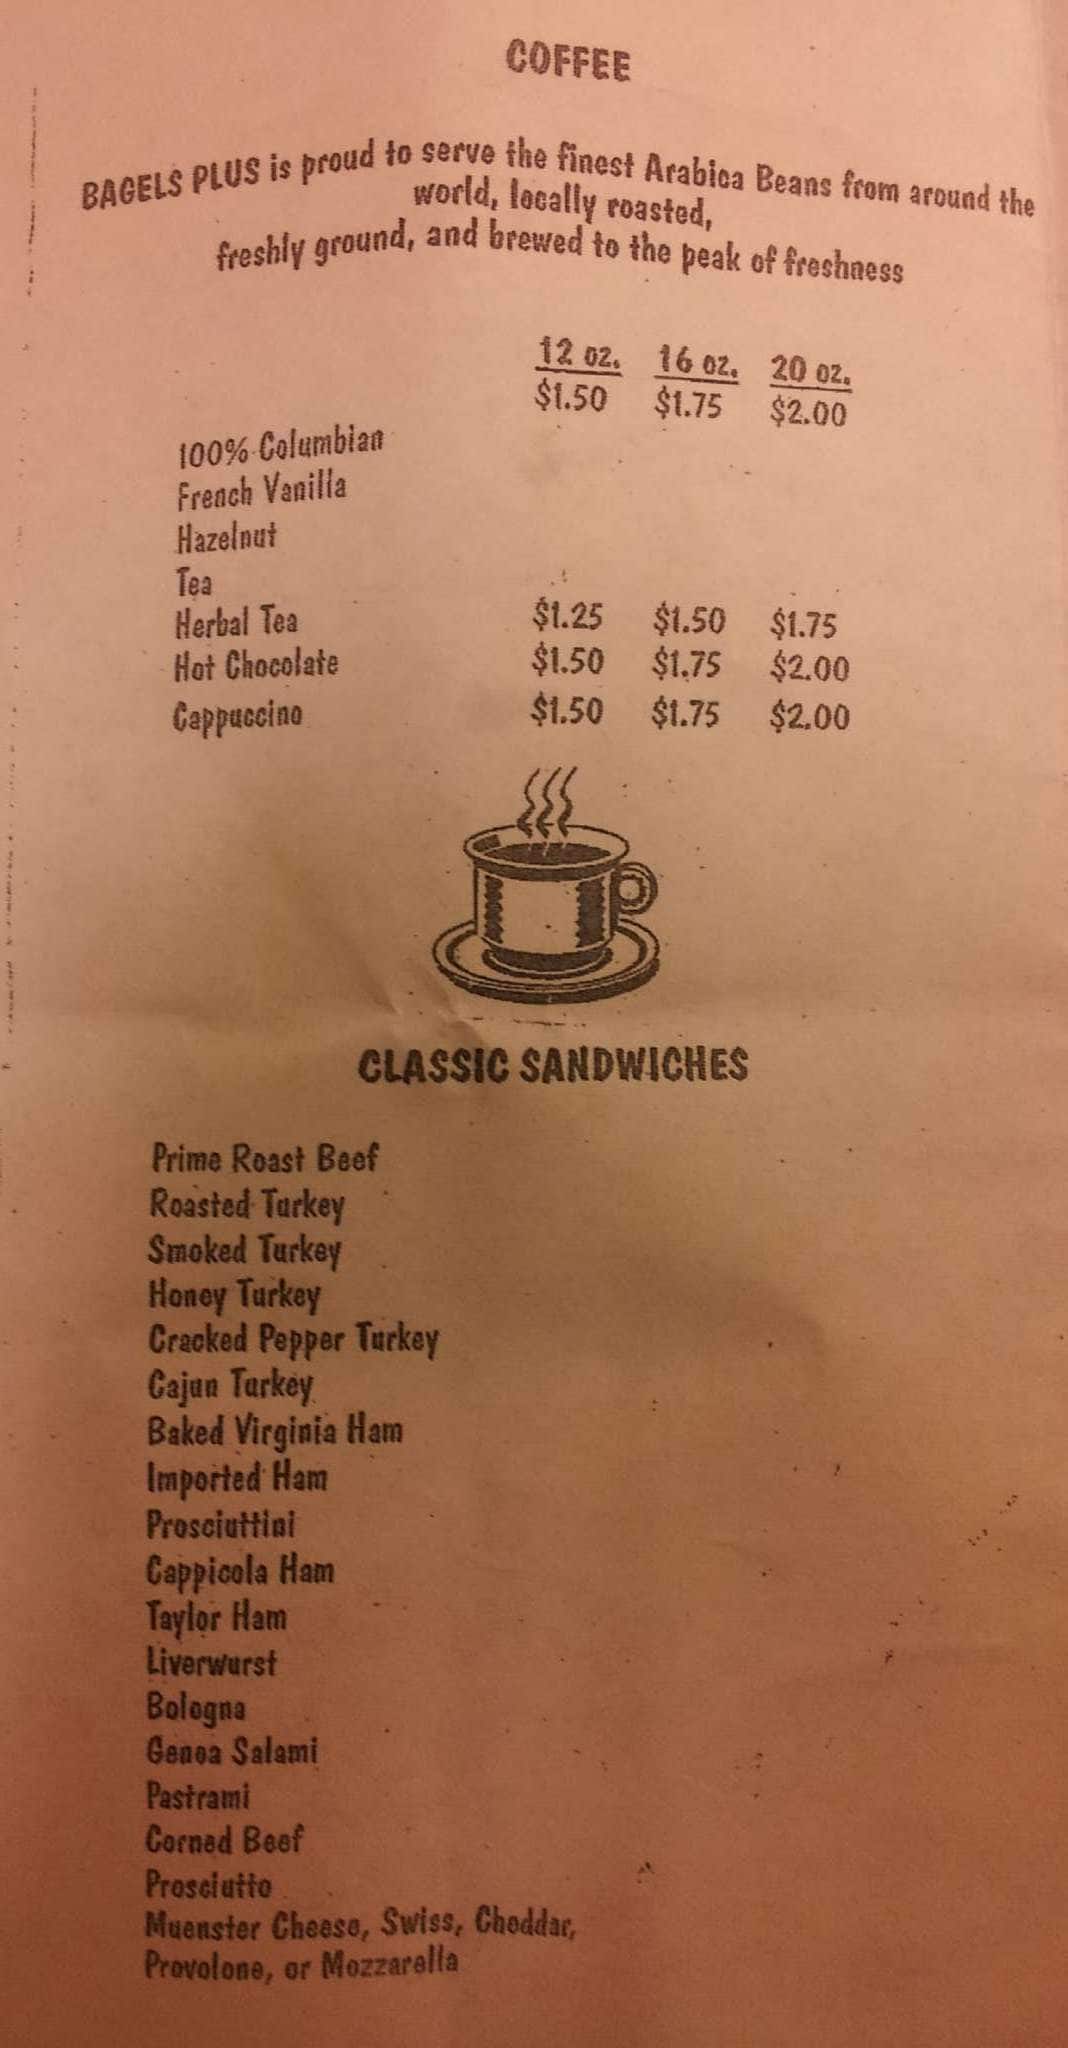 COFFEE
BAGELS PLUS is proud to serve the finest Arabica Beans from around the
world, locally roasted,
freshly ground, and brewed to the peak of freshness
12 oz. 16 oz. 20 oz.
$1.50 $1.75 $2.00
100% Columbian
French Vanilla
Hazelnut
Tea
Herbal Tea $1.25 $1.50 $1.75
Hot Chocolate $1.50 $1.75 $2.00
Cappuccino $1.50 $1.75 $2.00
CLASSIC SANDWICHES
Prime Roast Beef
Roasted Turkey
Smoked Turkey
Honey Turkey
Cracked Pepper Turkey
Cajun Turkey
Baked Virginia Ham
Imported Ham
Prosciuttini
Cappicola Ham
Taylor Ham
Liverwurst
Bologna
Genoa Salami
Pastrami
Corned Beef
Prosciutto
Muenster Cheese, Swiss, Cheddar,
Provolone, or Mozzarella